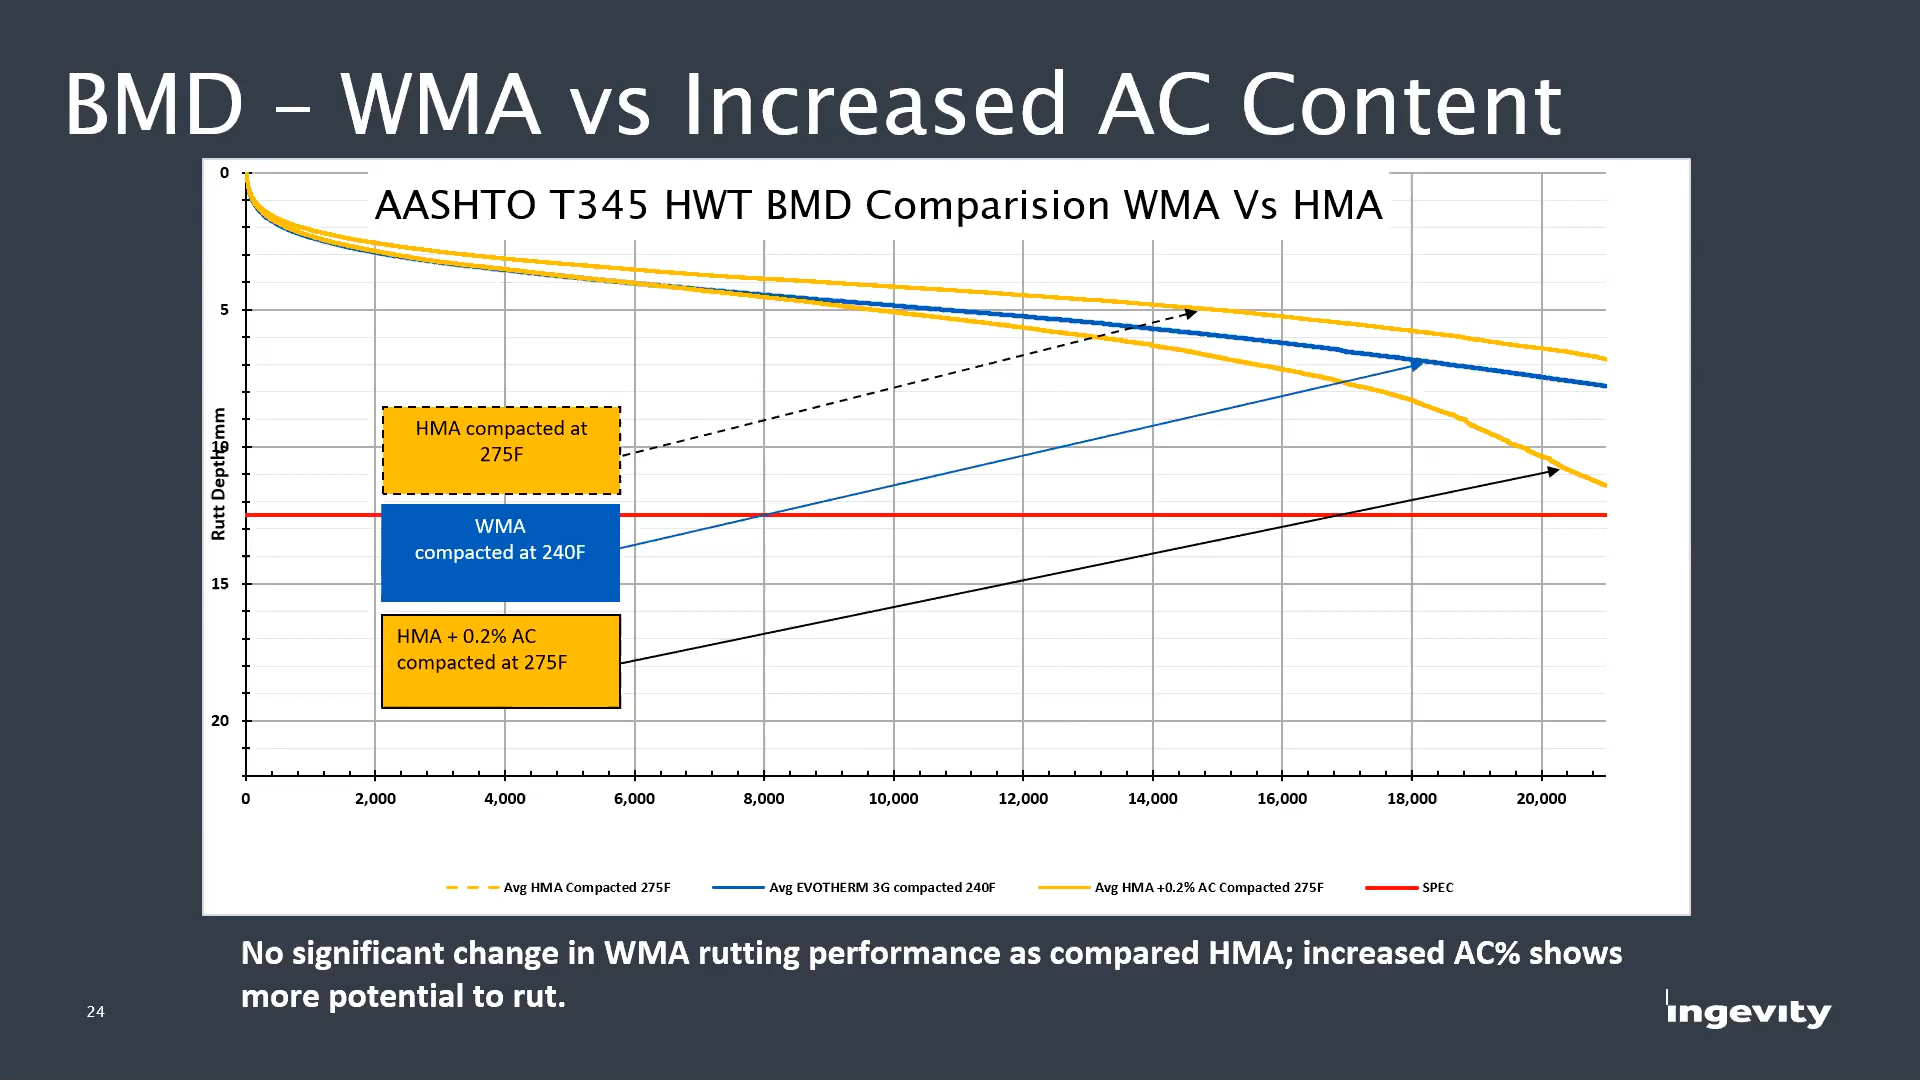 BMD – WMA vs Increased AC Content
AASHTO T345 HWT BMD Comparision WMA Vs HMA
0
5
10
15
20
Rutt Depth, mm
HMA compacted at
275F
WMA
compacted at 240F
HMA + 0.2% AC
compacted at 275F
0 2,000 4,000 6,000 8,000 10,000 12,000 14,000 16,000 18,000 20,000
Avg HMA Compacted 275F Avg EVOTHERM 3G compacted 240F Avg HMA +0.2% AC Compacted 275F SPEC
No significant change in WMA rutting performance as compared HMA; increased AC% shows
more potential to rut.
24
ingevity